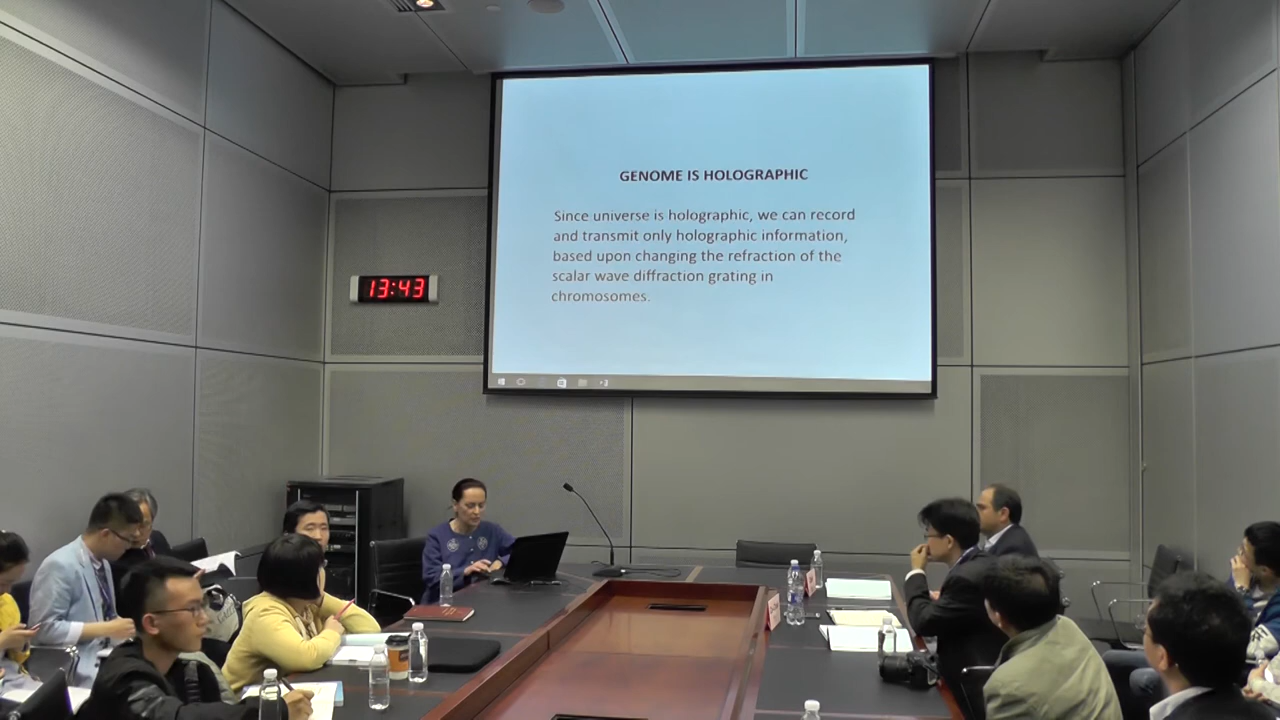 GENOME IS HOLOGRAPHIC
Since universe is holographic, we can record
and transmit only holographic information,
based upon changing the refraction of the
scalar wave diffraction grating in
chromosomes.
13:43